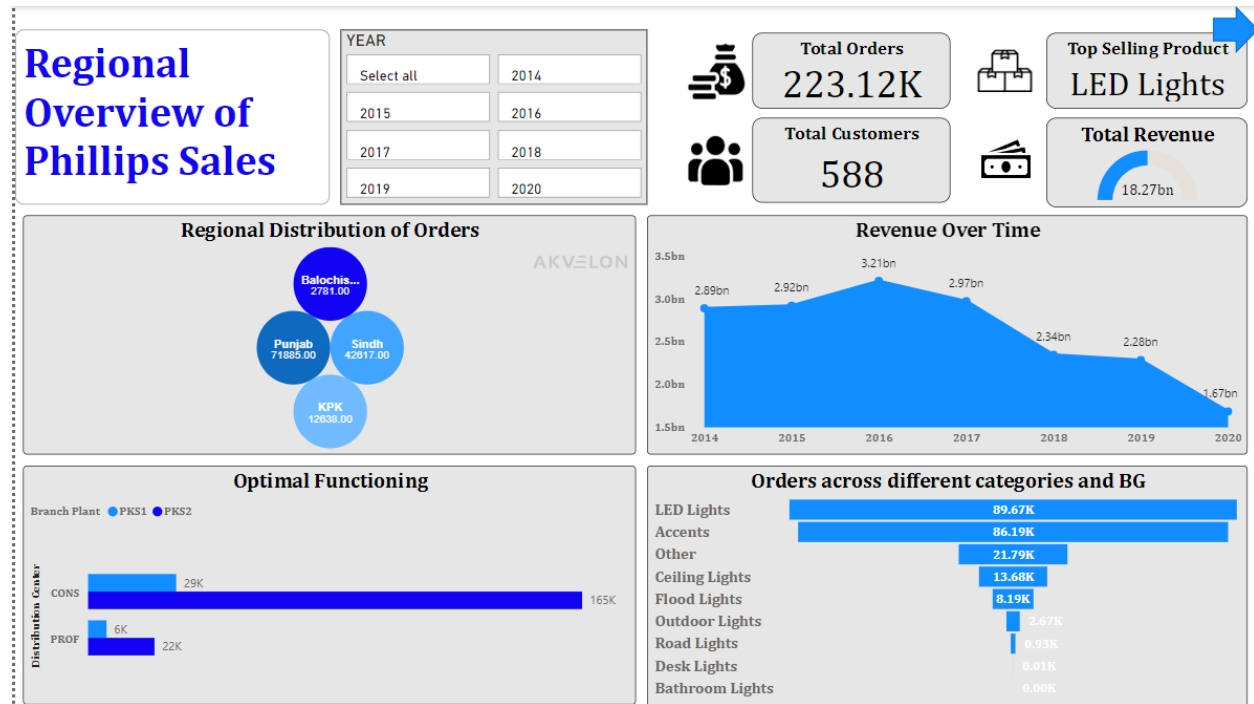 Regional
Overview of
Phillips Sales
YEAR
Select all
2014
2015
2016
2017
2018
2019
2020
Total Orders
223.12K
Top Selling Product
LED Lights
Total Customers
588
Total Revenue
18.27bn
Regional Distribution of Orders
AKVELON
Balochis...
2781.00
Punjab
71885.00
Sindh
42617.00
KPK
12638.00
Revenue Over Time
3.5bn
3.0bn
2.5bn
2.0bn
1.5bn
2.89bn
2.92bn
3.21bn
2.97bn
2.34bn
2.28bn
1.67bn
2014 2015 2016 2017 2018 2019 2020
Optimal Functioning
Branch Plant PKS1 PKS2
Distribution Center
CONS
29K
165K
PROF
6K
22K
Orders across different categories and BG
LED Lights 89.67K
Accents 86.19K
Other 21.79K
Ceiling Lights 13.68K
Flood Lights 8.19K
Outdoor Lights 2.67K
Road Lights 0.93K
Desk Lights 0.01K
Bathroom Lights 0.00K